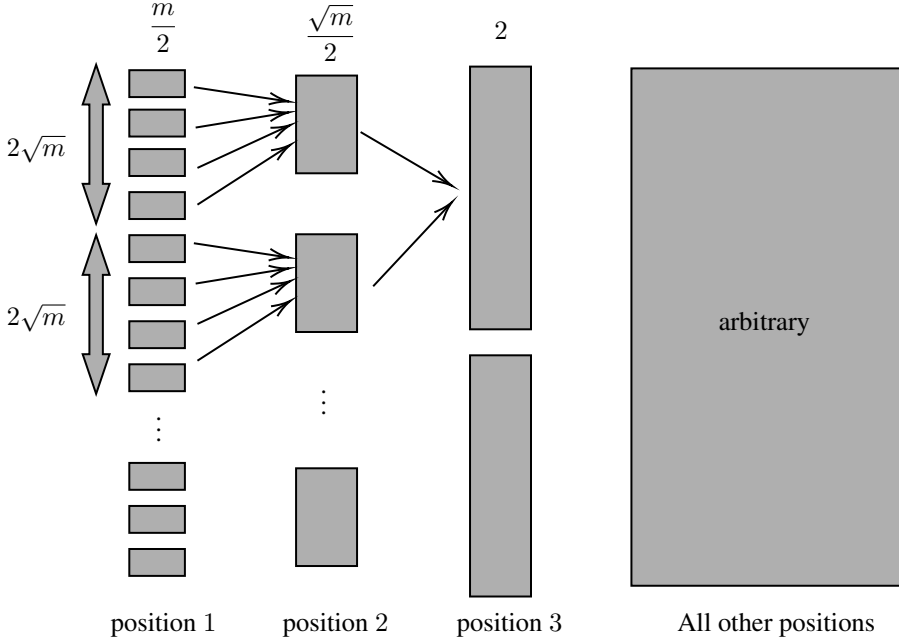 m/2
√m/2
2
2√m
2√m
arbitrary
⋮
⋮
position 1
position 2
position 3
All other positions